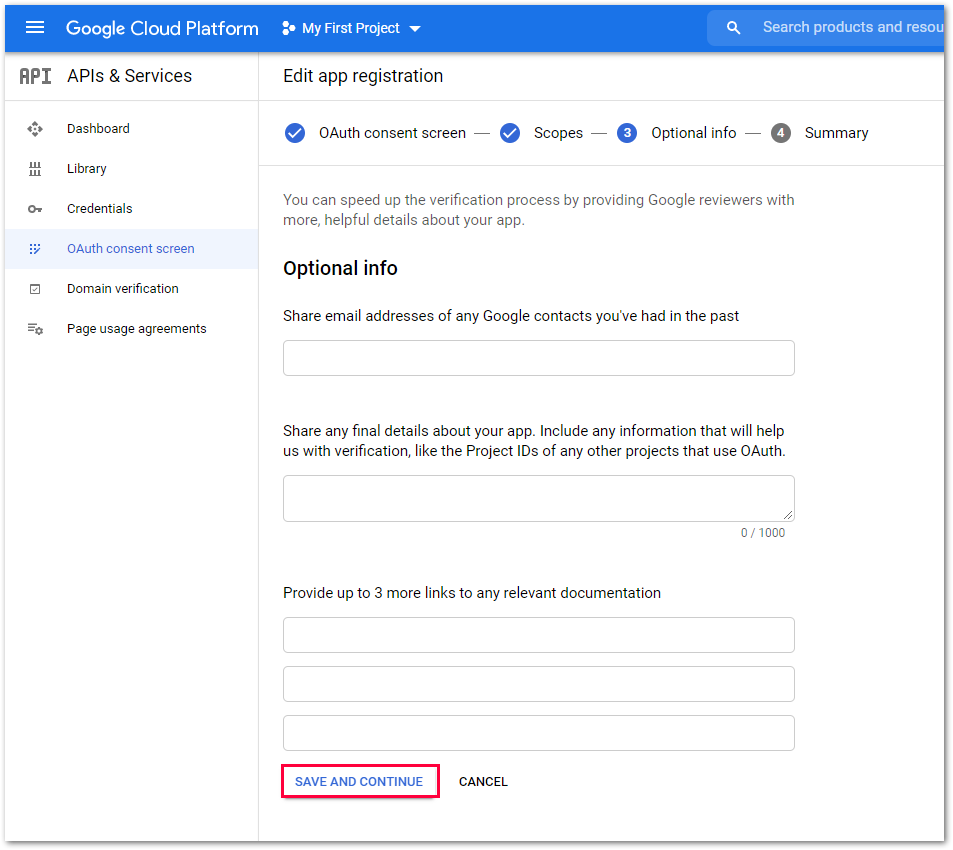 Google Cloud Platform
My First Project
Search products and resou
API
APIs & Services
Edit app registration
Dashboard
Library
Credentials
OAuth consent screen
Domain verification
Page usage agreements
OAuth consent screen
Scopes
3
Optional info
4
Summary
You can speed up the verification process by providing Google reviewers with
more, helpful details about your app.
Optional info
Share email addresses of any Google contacts you've had in the past
Share any final details about your app. Include any information that will help
us with verification, like the Project IDs of any other projects that use OAuth.
0 / 1000
Provide up to 3 more links to any relevant documentation
SAVE AND CONTINUE
CANCEL